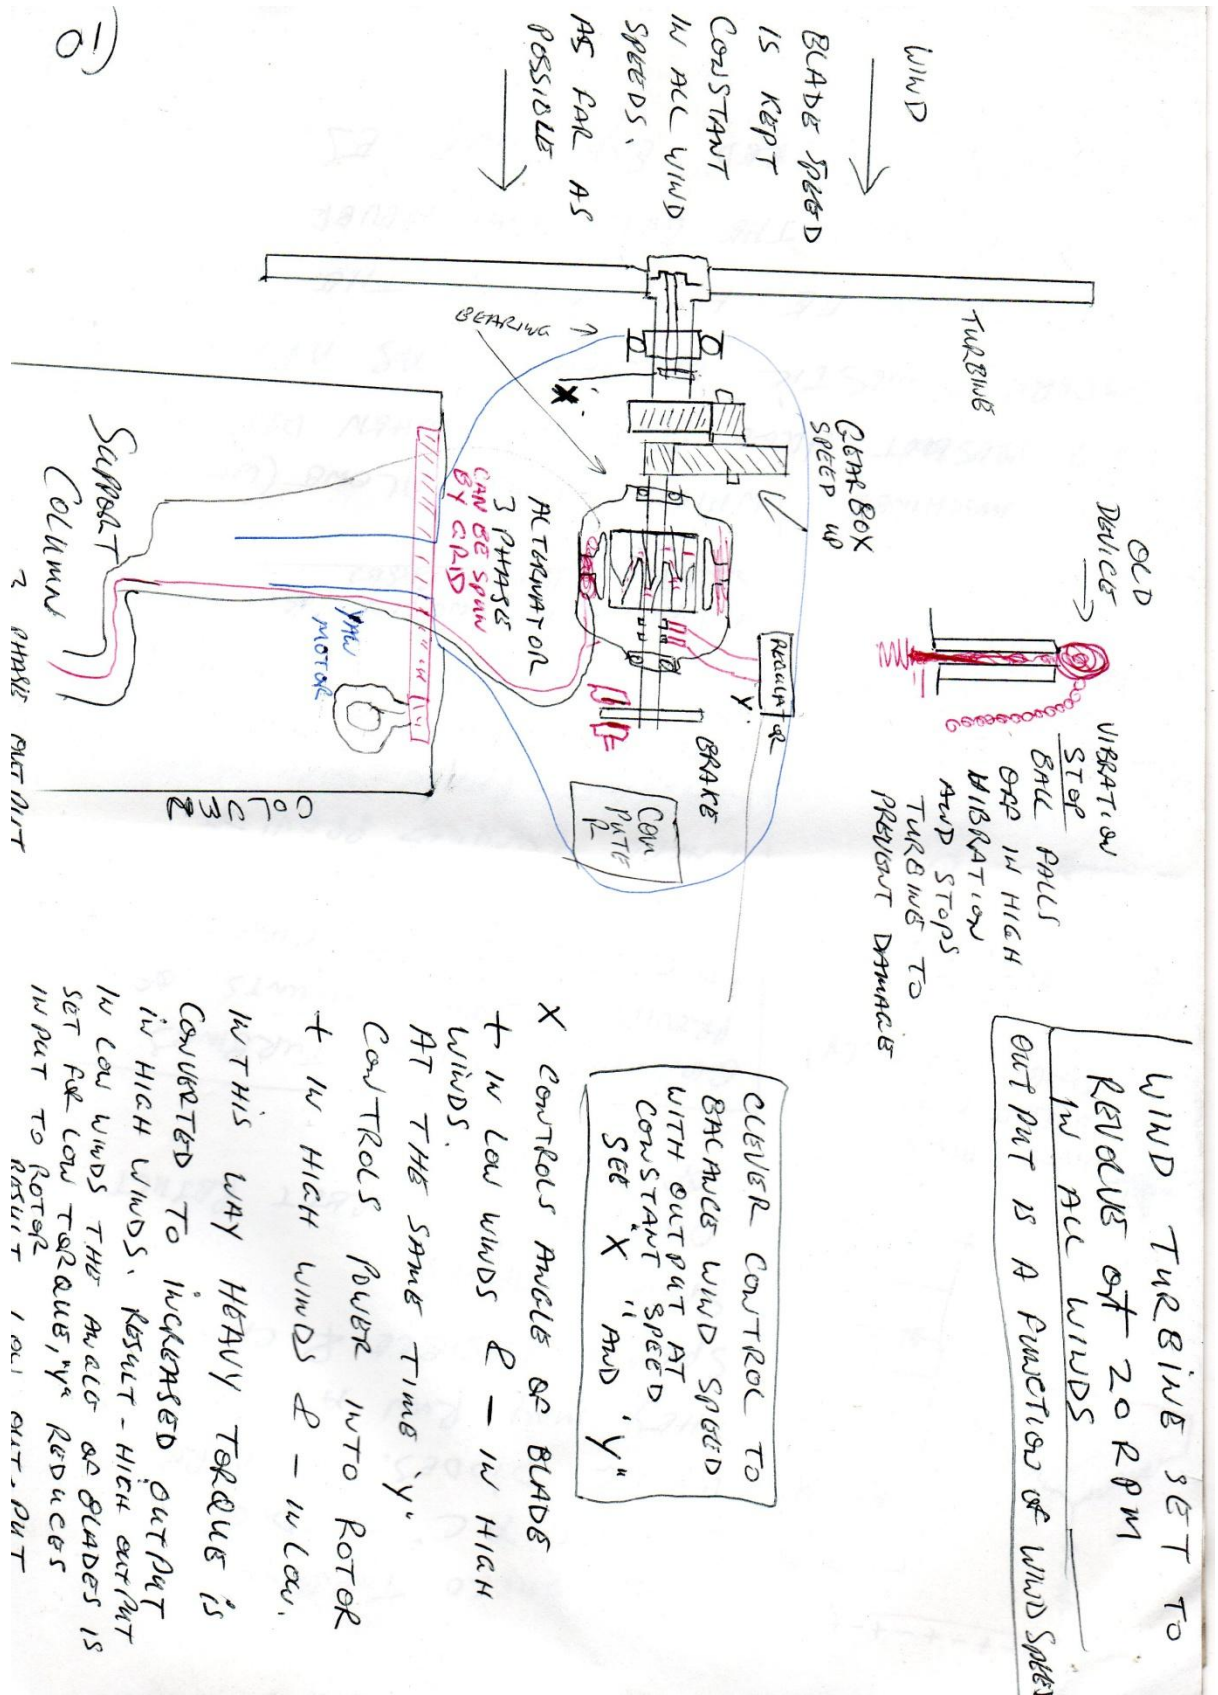 10)
WIND
BLADE SPEED
IS KEPT
CONSTANT
IN ALL WIND
SPEEDS.
AS FAR AS
POSSIBLE
TURBINE
BEARING
X.
GEARBOX
SPEED UP
ALTERNATOR
3 PHASE
CAN BE SPUN
BY GRID
REGULATOR
Y.
BRAKE
COM
PUTE
R
YAW
MOTOR
SUPPORT
COLUMN
COLUMN
OLD
DEVICE
VIBRATION
STOP
BALL FALLS
OFF IN HIGH
VIBRATION
AND STOPS
TURBINE TO
PREVENT DAMAGE
WIND TURBINE SET TO
REVOLVE AT 20 RPM
IN ALL WINDS
OUTPUT IS A FUNCTION OF WIND SPEED
CLEVER CONTROL TO
BALANCE WIND SPEED
WITH OUTPUT AT
CONSTANT SPEED
SEE "X" AND "Y"
X CONTROLS ANGLE OF BLADE
+ IN LOW WINDS & - IN HIGH
WINDS.
AT THE SAME TIME "Y"
CONTROLS POWER INTO ROTOR
+ IN HIGH WINDS & - IN LOW.
IN THIS WAY HEAVY TORQUE IS
CONVERTED TO INCREASED OUTPUT
IN HIGH WINDS. RESULT - HIGH OUTPUT
IN LOW WINDS THE ANGLE OF BLADES IS
SET FOR LOW TORQUE, "Y" REDUCES
INPUT TO ROTOR
RESULT LOW OUTPUT
3 PHASE OUTPUT